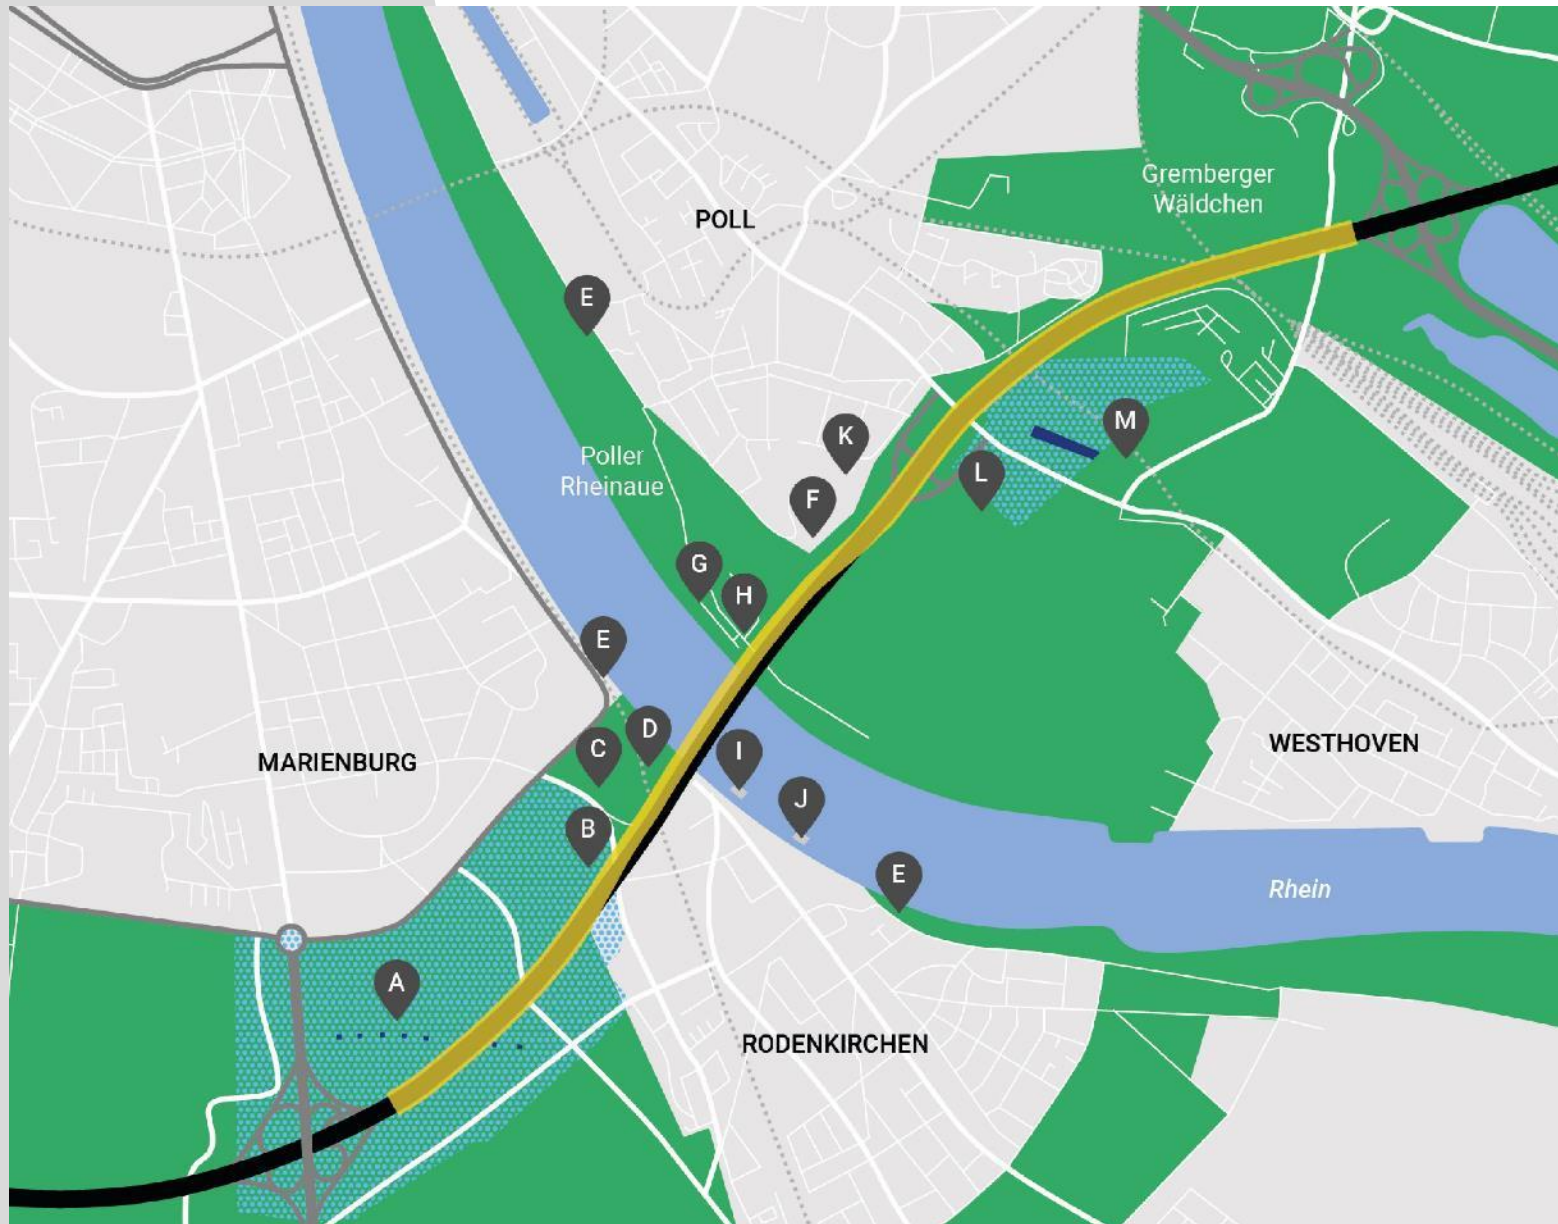 Gremberger
Wäldchen
POLL
E
M
K
Poller
Rheinaue
L
F
G
H
E
D
C
I
MARIENBURG
WESTHOVEN
J
B
E
Rhein
A
RODENKIRCHEN